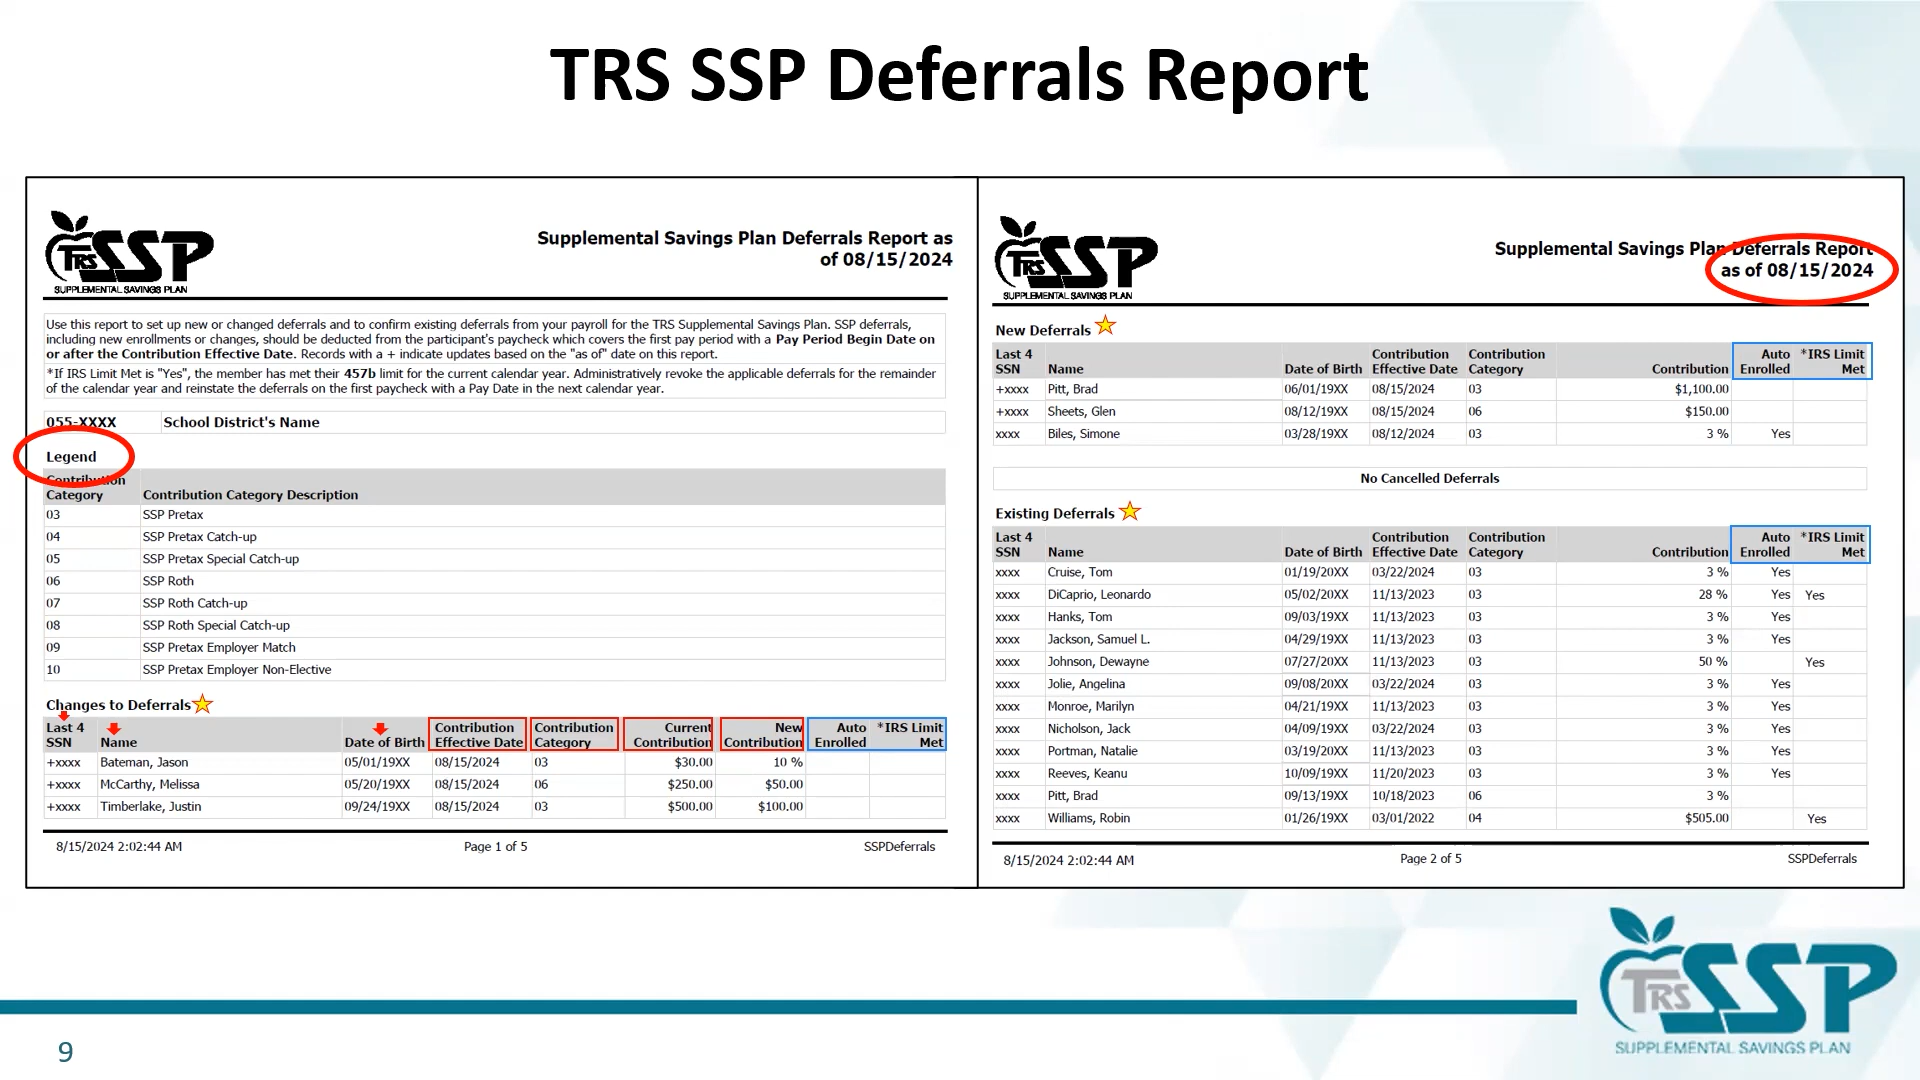 TRS SSP Deferrals Report
TRS SSP
SUPPLEMENTAL SAVINGS PLAN
Supplemental Savings Plan Deferrals Report as
of 08/15/2024
Use this report to set up new or changed deferrals and to confirm existing deferrals from your payroll for the TRS Supplemental Savings Plan. SSP deferrals,
including new enrollments or changes, should be deducted from the participant's paycheck which covers the first pay period with a Pay Period Begin Date on
or after the Contribution Effective Date. Records with a + indicate updates based on the "as of" date on this report.
*If IRS Limit Met is "Yes", the member has met their 457b limit for the current calendar year. Administratively revoke the applicable deferrals for the remainder
of the calendar year and reinstate the deferrals on the first paycheck with a Pay Date in the next calendar year.
055-XXXX School District's Name
Legend
Contribution
Category Contribution Category Description
03 SSP Pretax
04 SSP Pretax Catch-up
05 SSP Pretax Special Catch-up
06 SSP Roth
07 SSP Roth Catch-up
08 SSP Roth Special Catch-up
09 SSP Pretax Employer Match
10 SSP Pretax Employer Non-Elective
Changes to Deferrals
Last 4 Contribution Contribution Current New Auto *IRS Limit
SSN Name Date of Birth Effective Date Category Contribution Contribution Enrolled Met
+xxxx Bateman, Jason 05/01/19XX 08/15/2024 03 $30.00 10 %
+xxxx McCarthy, Melissa 05/20/19XX 08/15/2024 06 $250.00 $50.00
+xxxx Timberlake, Justin 09/24/19XX 08/15/2024 03 $500.00 $100.00
8/15/2024 2:02:44 AM Page 1 of 5 SSPDeferrals
TRS SSP
SUPPLEMENTAL SAVINGS PLAN
Supplemental Savings Plan Deferrals Report
as of 08/15/2024
New Deferrals
Last 4 Contribution Contribution Auto *IRS Limit
SSN Name Date of Birth Effective Date Category Contribution Enrolled Met
+xxxx Pitt, Brad 06/01/19XX 08/15/2024 03 $1,100.00
+xxxx Sheets, Glen 08/12/19XX 08/15/2024 06 $150.00
xxxx Biles, Simone 03/28/19XX 08/12/2024 03 3 % Yes
No Cancelled Deferrals
Existing Deferrals
Last 4 Contribution Contribution Auto *IRS Limit
SSN Name Date of Birth Effective Date Category Contribution Enrolled Met
xxxx Cruise, Tom 01/19/20XX 03/22/2024 03 3 % Yes
xxxx DiCaprio, Leonardo 05/02/20XX 11/13/2023 03 28 % Yes Yes
xxxx Hanks, Tom 09/03/19XX 11/13/2023 03 3 % Yes
xxxx Jackson, Samuel L. 04/29/19XX 11/13/2023 03 3 % Yes
xxxx Johnson, Dewayne 07/27/20XX 11/13/2023 03 50 % Yes
xxxx Jolie, Angelina 09/08/20XX 03/22/2024 03 3 % Yes
xxxx Monroe, Marilyn 04/21/19XX 11/13/2023 03 3 % Yes
xxxx Nicholson, Jack 04/09/19XX 03/22/2024 03 3 % Yes
xxxx Portman, Natalie 03/19/20XX 11/13/2023 03 3 % Yes
xxxx Reeves, Keanu 10/09/19XX 11/20/2023 03 3 % Yes
xxxx Pitt, Brad 09/13/19XX 10/18/2023 06 3 %
xxxx Williams, Robin 01/26/19XX 03/01/2022 04 $505.00 Yes
8/15/2024 2:02:44 AM Page 2 of 5 SSPDeferrals
9
TRS SSP
SUPPLEMENTAL SAVINGS PLAN